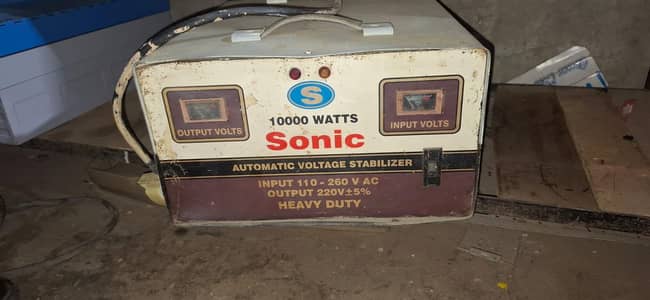 S
10000 WATTS
Sonic
OUTPUT VOLTS
INPUT VOLTS
AUTOMATIC VOLTAGE STABILIZER
INPUT 110 - 260 V AC
OUTPUT 220V±5%
HEAVY DUTY